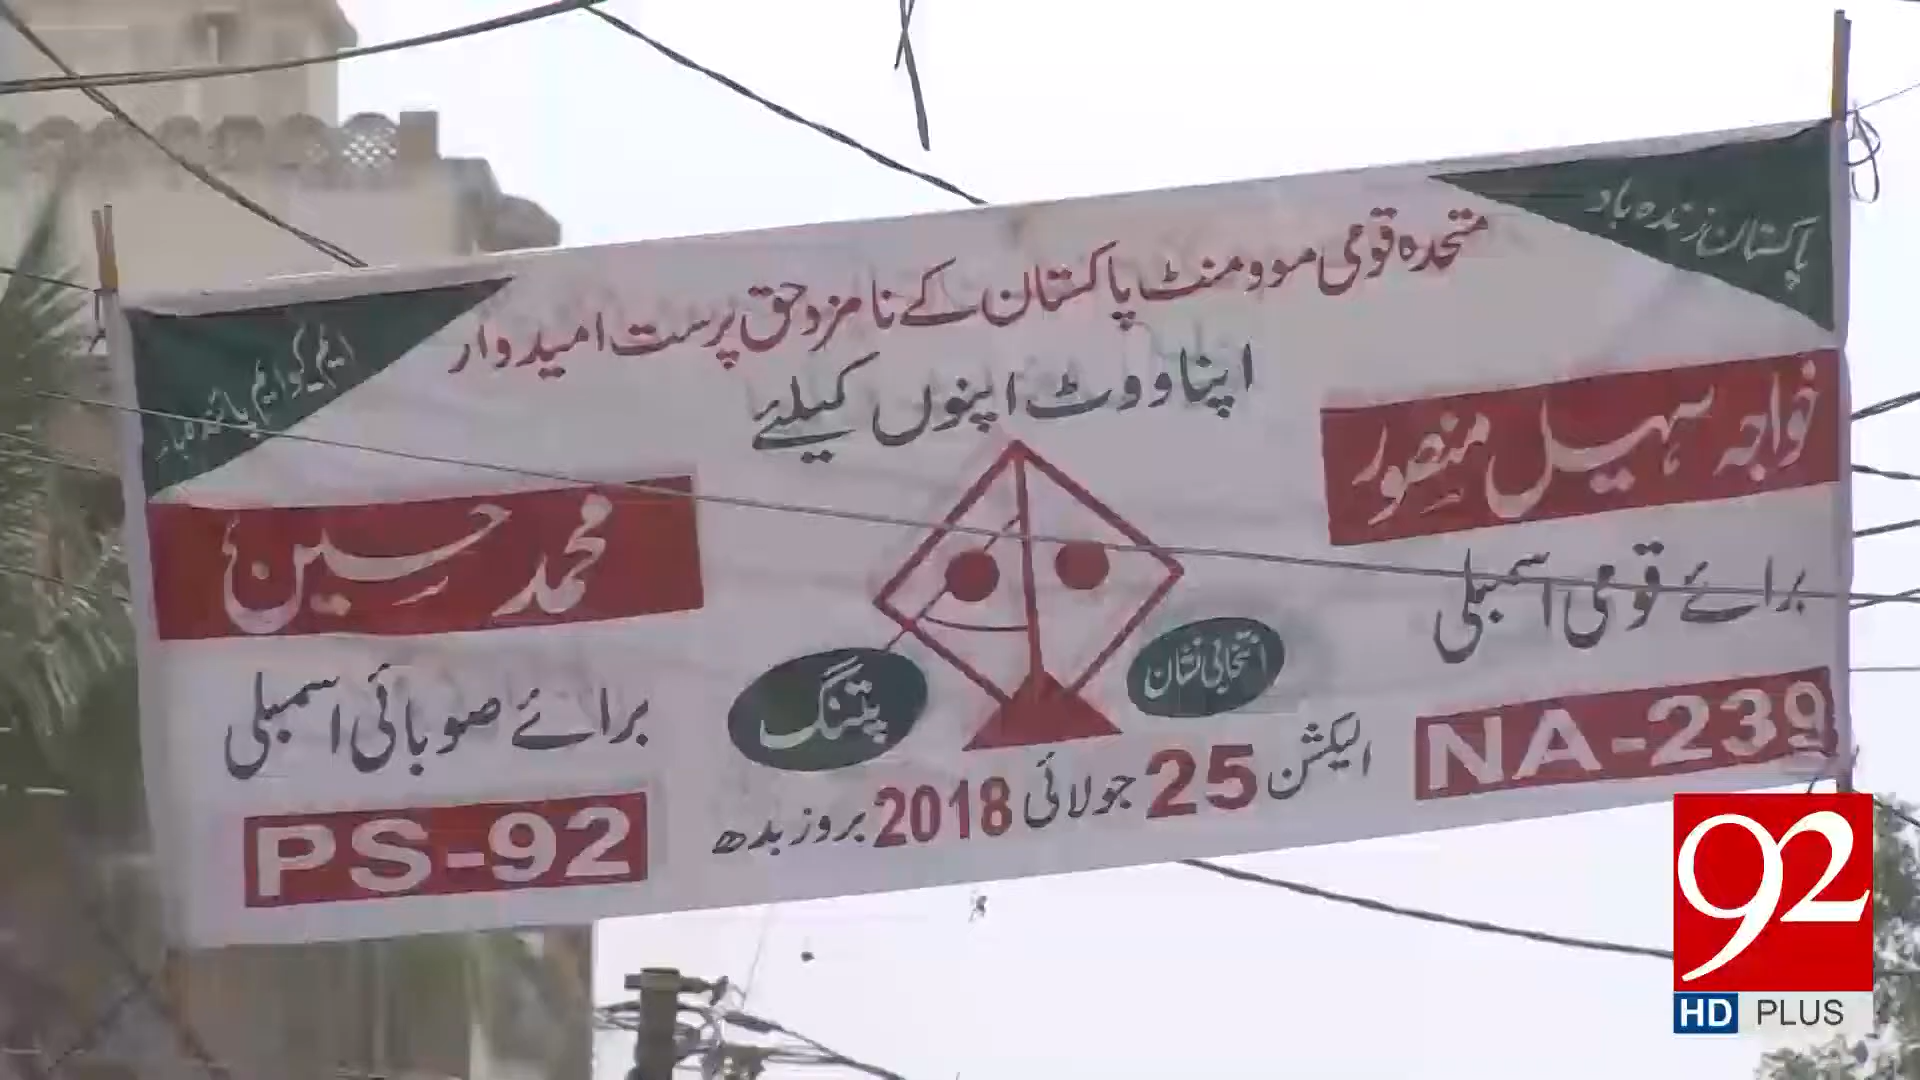 پاکستان زندہ باد
ایم کیو ایم پائندہ باد
متحدہ قومی موومنٹ پاکستان کے نامزد حق پرست امیدوار
اپنا ووٹ اپنوں کیلئے
خواجہ سہیل منصور
برائے قومی اسمبلی
NA-239
محمد حسین
برائے صوبائی اسمبلی
PS-92
انتخابی نشان
پتنگ
الیکشن 25 جولائی 2018 بروز بدھ
92
HD PLUS